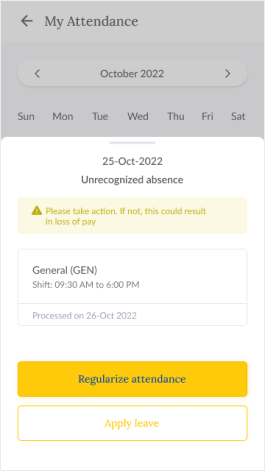 My Attendance
October 2022
Sun Mon Tue Wed Thu Fri Sat
25-Oct-2022
Unrecognized absence
Please take action. If not, this could result
in loss of pay
General (GEN)
Shift: 09:30 AM to 6:00 PM
Processed on 26-Oct 2022
Regularize attendance
Apply leave